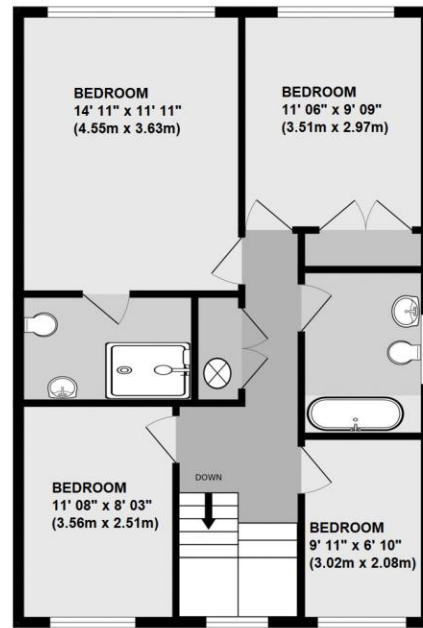 BEDROOM
14' 11" x 11' 11"
(4.55m x 3.63m)
BEDROOM
11' 06" x 9' 09"
(3.51m x 2.97m)
BEDROOM
11' 08" x 8' 03"
(3.56m x 2.51m)
DOWN
BEDROOM
9' 11" x 6' 10"
(3.02m x 2.08m)